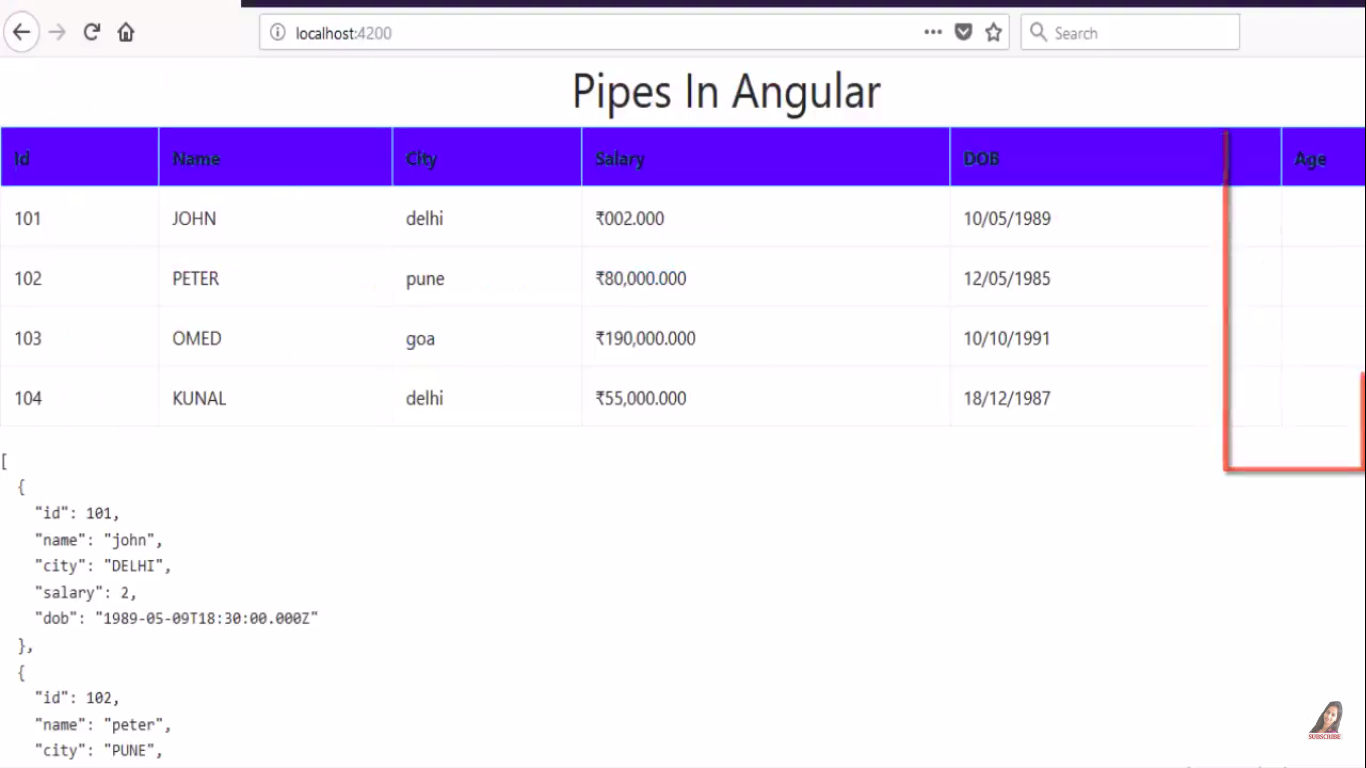 localhost:4200
Search
Pipes In Angular
Id Name City Salary DOB Age
101 JOHN delhi ₹002.000 10/05/1989
102 PETER pune ₹80,000.000 12/05/1985
103 OMED goa ₹190,000.000 10/10/1991
104 KUNAL delhi ₹55,000.000 18/12/1987
[
{
"id": 101,
"name": "john",
"city": "DELHI",
"salary": 2,
"dob": "1989-05-09T18:30:00.000Z"
},
{
"id": 102,
"name": "peter",
"city": "PUNE",
SUBSCRIBE